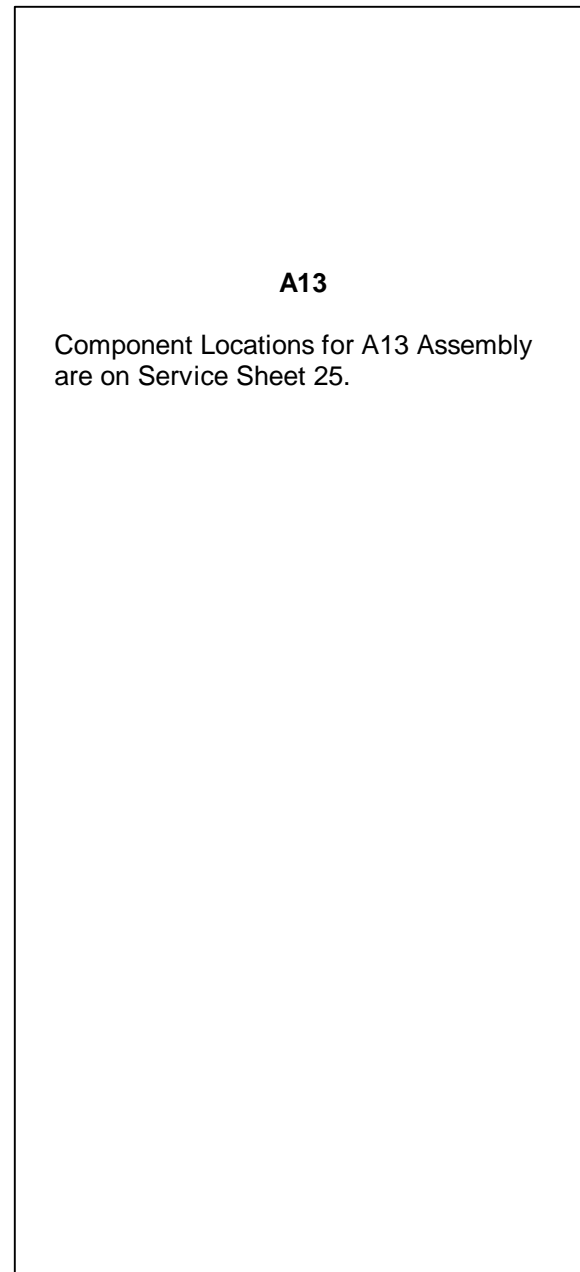 A13
Component Locations for A13 Assembly
are on Service Sheet 25.